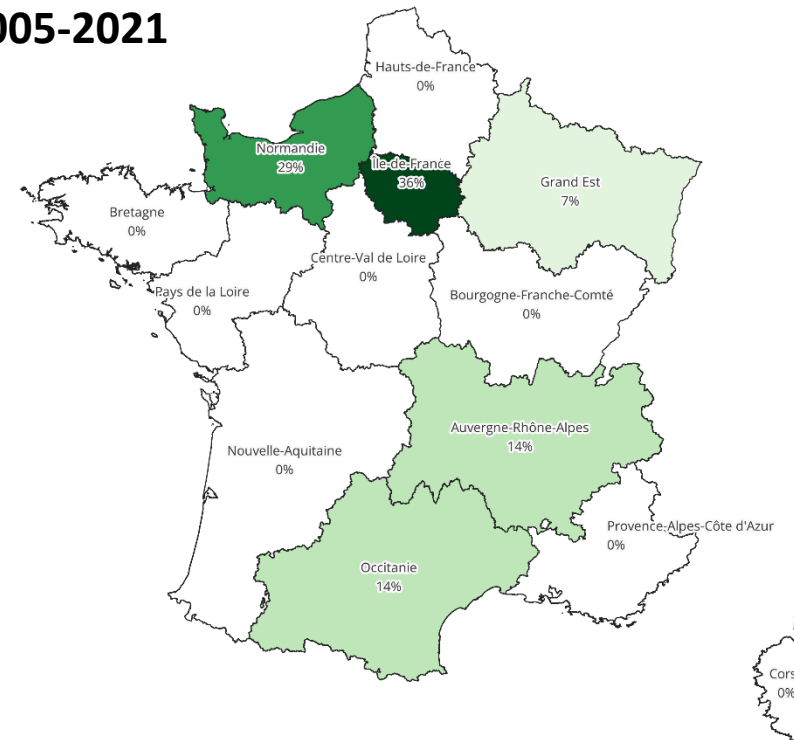 005-2021
Hauts-de-France
0%
Normandie
29%
Île-de-France
36%
Grand Est
7%
Bretagne
0%
Centre-Val de Loire
0%
Pays de la Loire
0%
Bourgogne-Franche-Comté
0%
Auvergne-Rhône-Alpes
14%
Nouvelle-Aquitaine
0%
Provence-Alpes-Côte d'Azur
0%
Occitanie
14%
Cors
0%